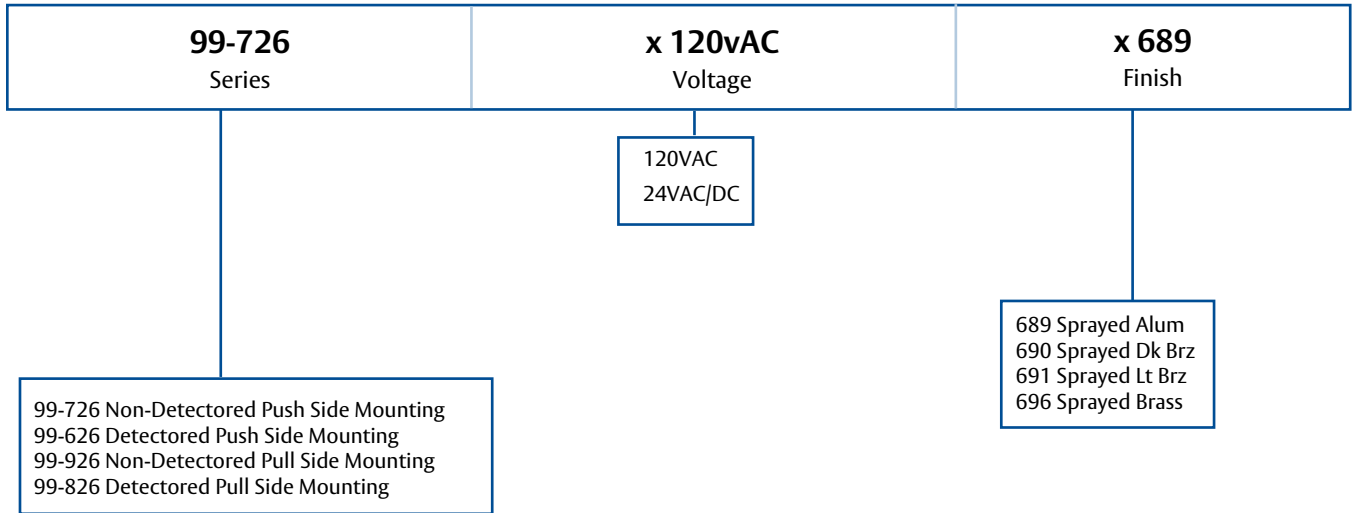 99-726
Series
x 120vAC
Voltage
x 689
Finish
120VAC
24VAC/DC
689 Sprayed Alum
690 Sprayed Dk Brz
691 Sprayed Lt Brz
696 Sprayed Brass
99-726 Non-Detectored Push Side Mounting
99-626 Detectored Push Side Mounting
99-926 Non-Detectored Pull Side Mounting
99-826 Detectored Pull Side Mounting